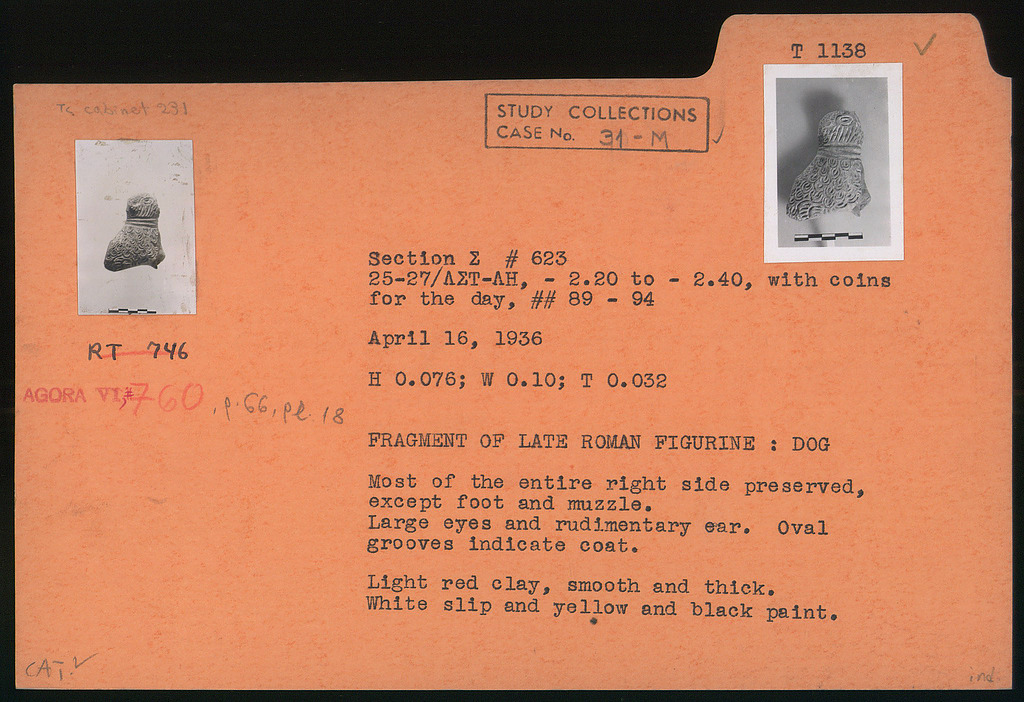 T 1138 ✓
Tc cabinet 231
STUDY COLLECTIONS
CASE No. 31-M ✓
Section Σ # 623
25-27/ΛΣΤ-ΛΗ, - 2.20 to - 2.40, with coins
for the day, ## 89 - 94
April 16, 1936
RT 746
H 0.076; W 0.10; T 0.032
AGORA VI, # 760, p. 66, pl. 18
FRAGMENT OF LATE ROMAN FIGURINE : DOG
Most of the entire right side preserved,
except foot and muzzle.
Large eyes and rudimentary ear. Oval
grooves indicate coat.
Light red clay, smooth and thick.
White slip and yellow and black paint.
CAT. ✓
ind.